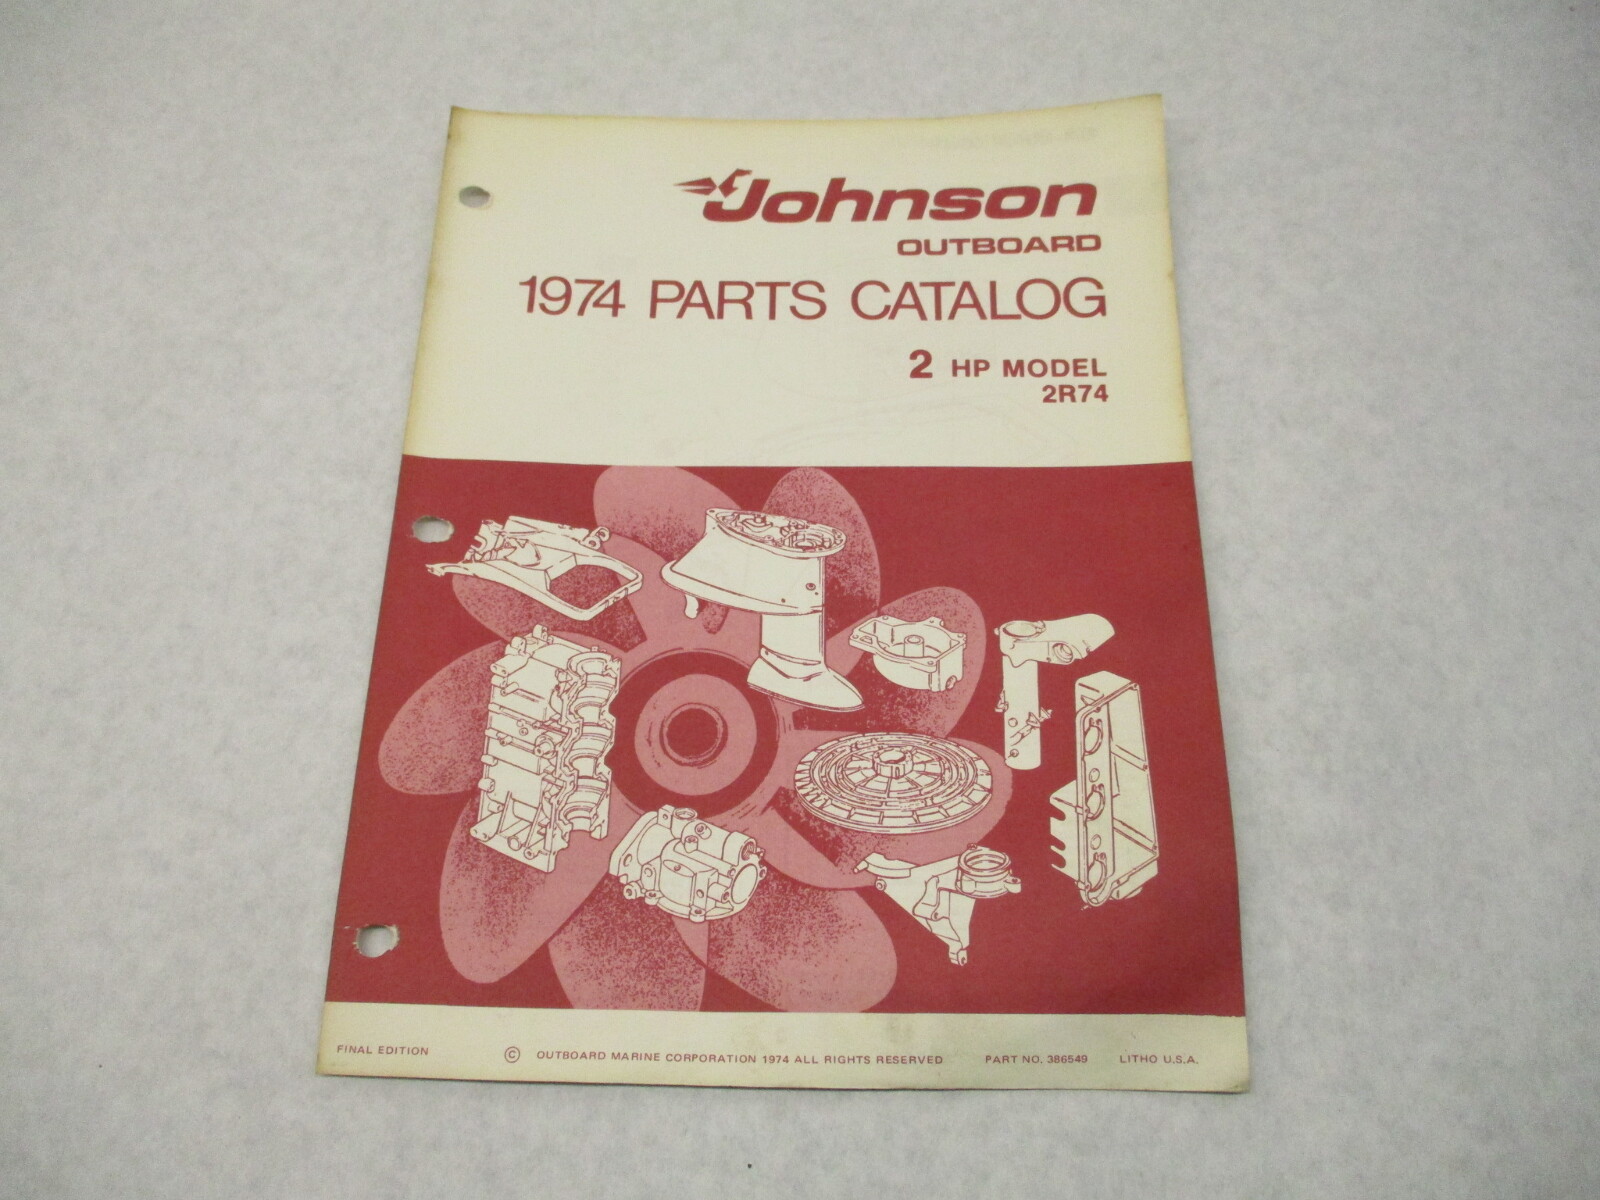 Johnson
OUTBOARD
1974 PARTS CATALOG
2 HP MODEL
2R74
FINAL EDITION
© OUTBOARD MARINE CORPORATION 1974 ALL RIGHTS RESERVED
PART NO. 386549
LITHO U.S.A.